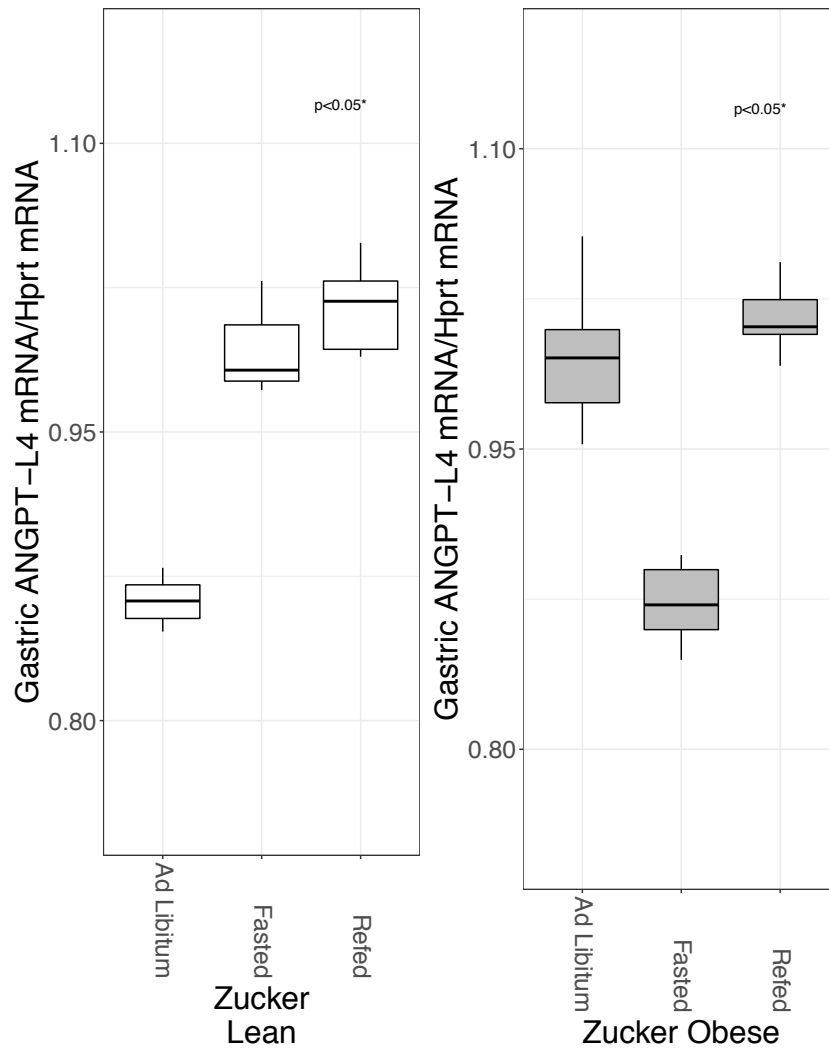 Gastric ANGPT−L4 mRNA/Hprt mRNA
1.10
0.95
0.80
p<0.05*
Ad Libitum
Fasted
Refed
Zucker
Lean
Gastric ANGPT−L4 mRNA/Hprt mRNA
1.10
0.95
0.80
p<0.05*
Ad Libitum
Fasted
Refed
Zucker Obese